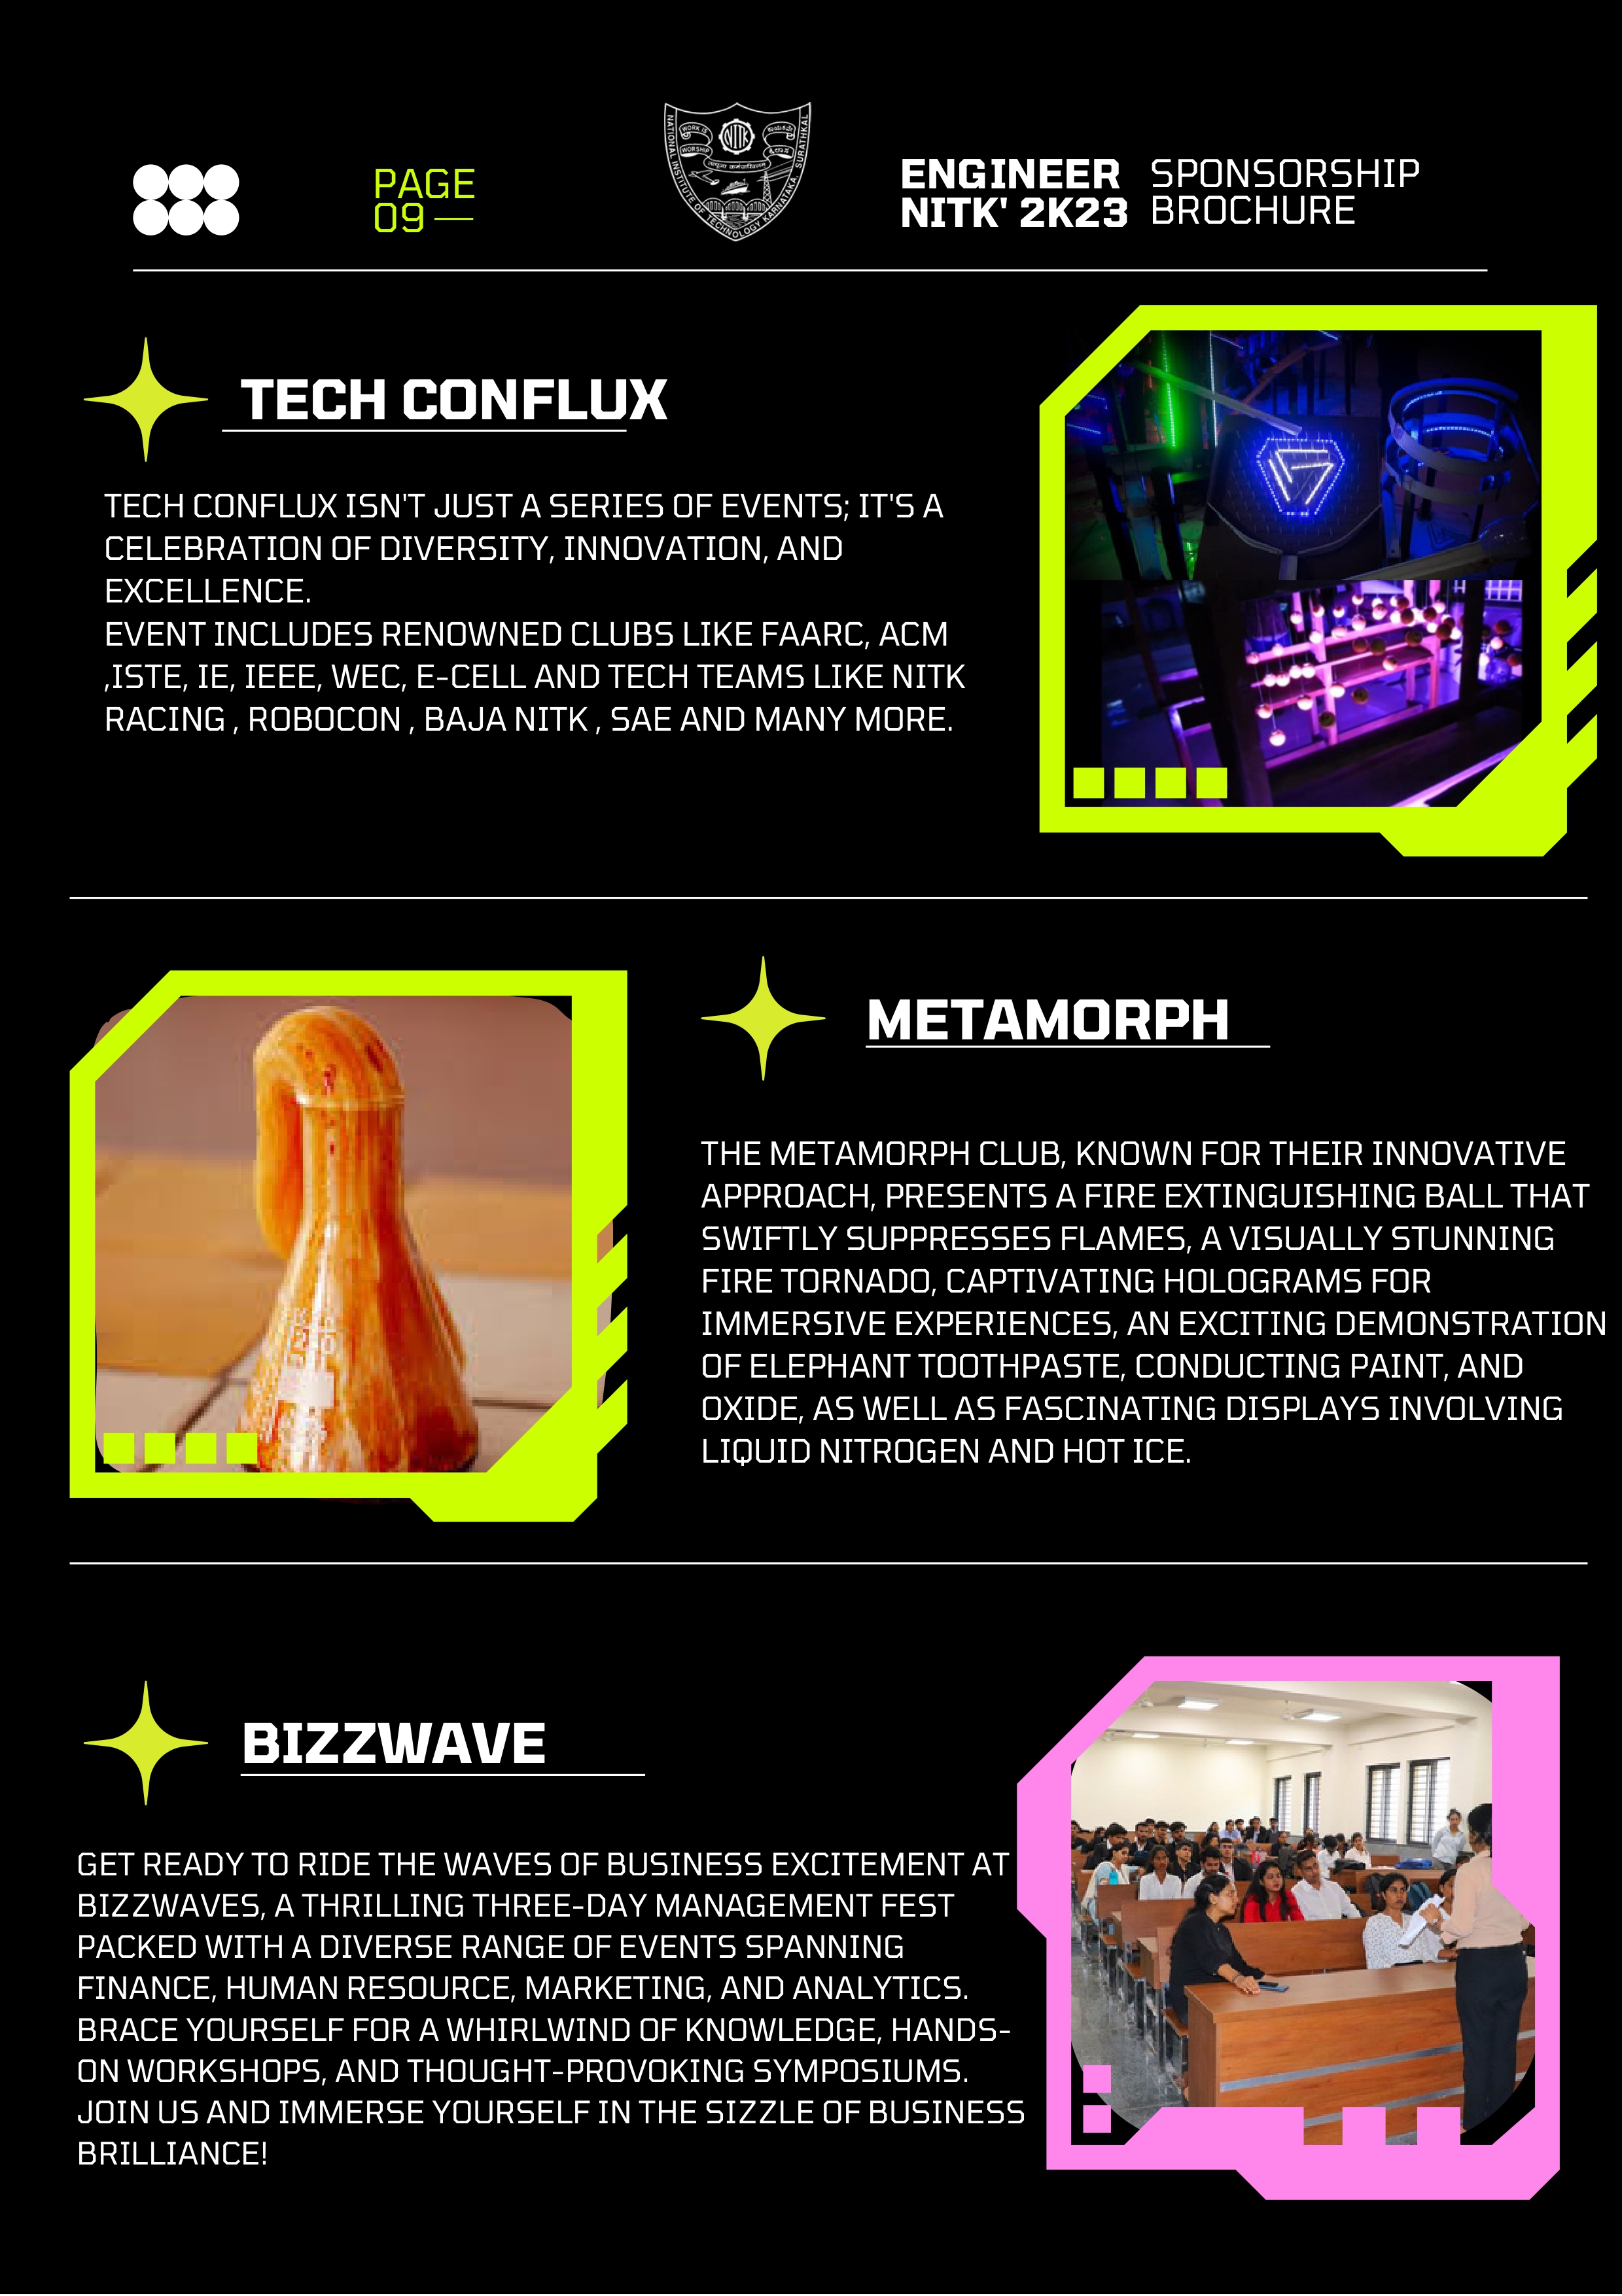 PAGE
09
NATIONAL INSTITUTE OF TECHNOLOGY KARNATAKA, SURATHKAL
WORK IS
WORSHIP
NITK
ENGINEER
NITK' 2K23
SPONSORSHIP
BROCHURE
TECH CONFLUX
TECH CONFLUX ISN'T JUST A SERIES OF EVENTS; IT'S A
CELEBRATION OF DIVERSITY, INNOVATION, AND
EXCELLENCE.
EVENT INCLUDES RENOWNED CLUBS LIKE FAARC, ACM
,ISTE, IE, IEEE, WEC, E-CELL AND TECH TEAMS LIKE NITK
RACING , ROBOCON , BAJA NITK , SAE AND MANY MORE.
METAMORPH
THE METAMORPH CLUB, KNOWN FOR THEIR INNOVATIVE
APPROACH, PRESENTS A FIRE EXTINGUISHING BALL THAT
SWIFTLY SUPPRESSES FLAMES, A VISUALLY STUNNING
FIRE TORNADO, CAPTIVATING HOLOGRAMS FOR
IMMERSIVE EXPERIENCES, AN EXCITING DEMONSTRATION
OF ELEPHANT TOOTHPASTE, CONDUCTING PAINT, AND
OXIDE, AS WELL AS FASCINATING DISPLAYS INVOLVING
LIQUID NITROGEN AND HOT ICE.
BIZZWAVE
GET READY TO RIDE THE WAVES OF BUSINESS EXCITEMENT AT
BIZZWAVES, A THRILLING THREE-DAY MANAGEMENT FEST
PACKED WITH A DIVERSE RANGE OF EVENTS SPANNING
FINANCE, HUMAN RESOURCE, MARKETING, AND ANALYTICS.
BRACE YOURSELF FOR A WHIRLWIND OF KNOWLEDGE, HANDS-
ON WORKSHOPS, AND THOUGHT-PROVOKING SYMPOSIUMS.
JOIN US AND IMMERSE YOURSELF IN THE SIZZLE OF BUSINESS
BRILLIANCE!